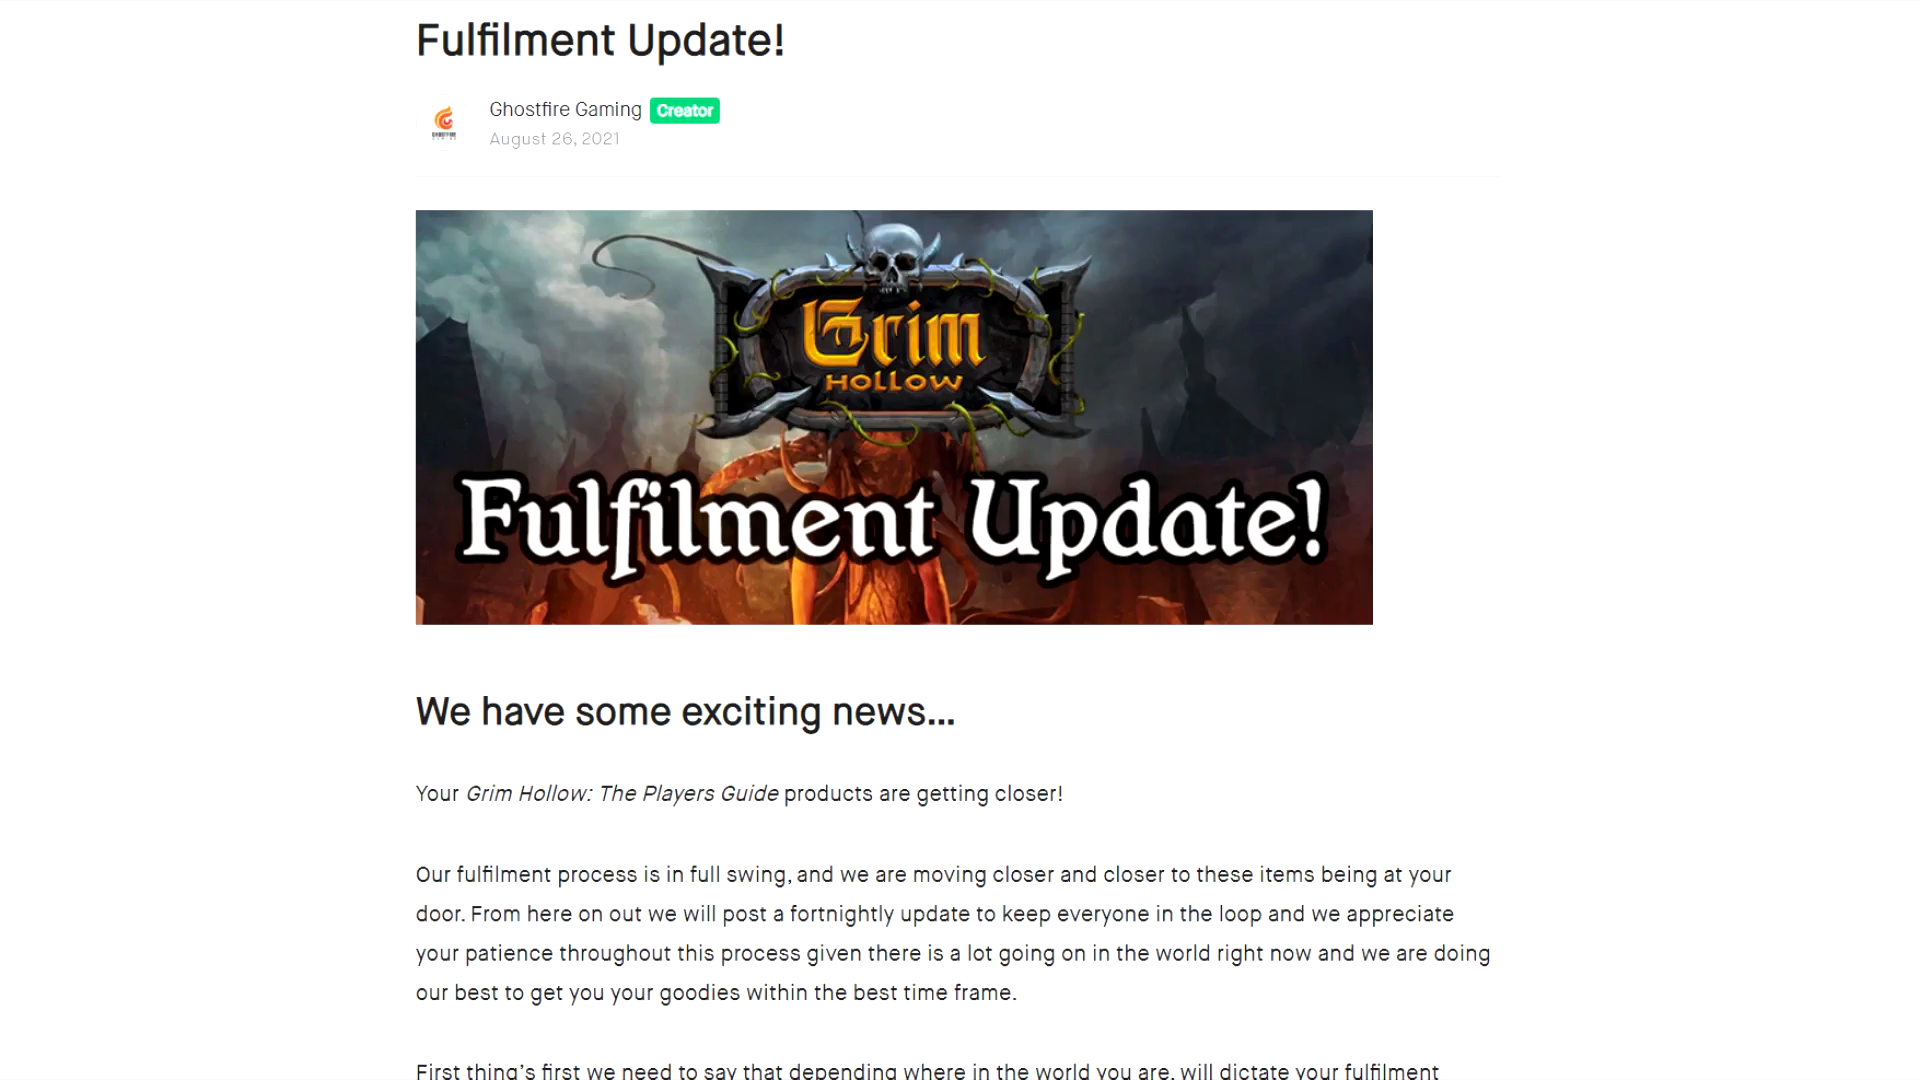 Fulfilment Update!
Ghostfire Gaming Creator
August 26, 2021
Grim
HOLLOW
Fulfilment Update!
We have some exciting news...
Your Grim Hollow: The Players Guide products are getting closer!
Our fulfilment process is in full swing, and we are moving closer and closer to these items being at your
door. From here on out we will post a fortnightly update to keep everyone in the loop and we appreciate
your patience throughout this process given there is a lot going on in the world right now and we are doing
our best to get you your goodies within the best time frame.
First thing’s first we need to say that depending where in the world you are, will dictate your fulfilment